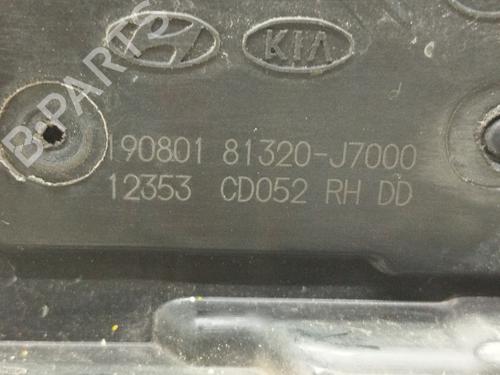 KIA
190801 81320-J7000
12353 CD052 RH DD
B-PARTS